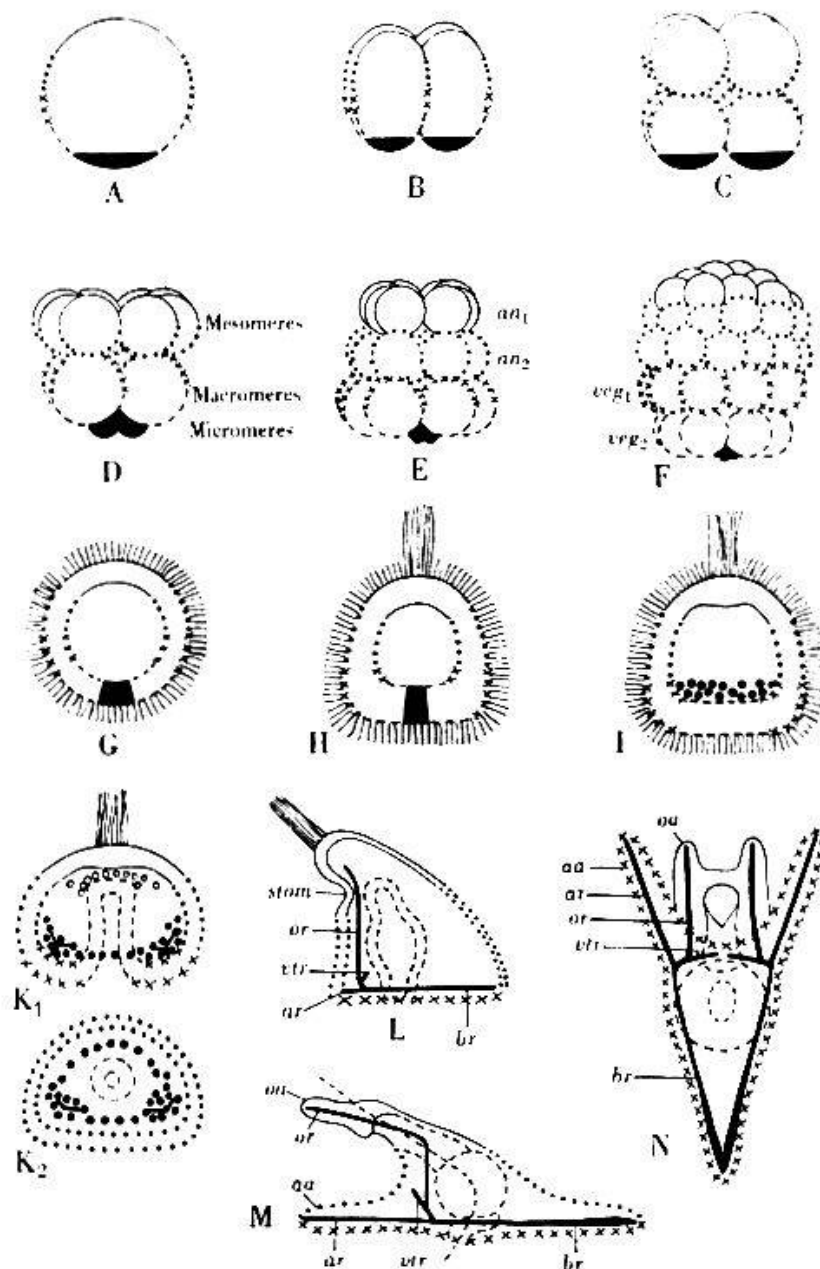 A
B
C
Mesomeres
Macromeres
Micromeres
D
an₁
an₂
E
veg₁
veg₂
F
G
H
I
K₁
stom
or
vtr
ar
br
L
oa
aa
ar
or
vtr
br
N
K₂
oa
or
aa
M
ar
vtr
br